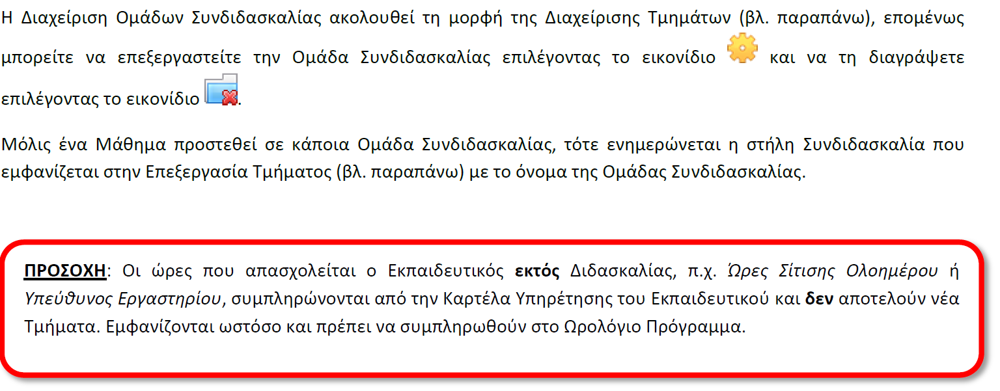 Η Διαχείριση Ομάδων Συνδιδασκαλίας ακολουθεί τη μορφή της Διαχείρισης Τμημάτων (βλ. παραπάνω), επομένως
μπορείτε να επεξεργαστείτε την Ομάδα Συνδιδασκαλίας επιλέγοντας το εικονίδιο και να τη διαγράψετε
επιλέγοντας το εικονίδιο .
Μόλις ένα Μάθημα προστεθεί σε κάποια Ομάδα Συνδιδασκαλίας, τότε ενημερώνεται η στήλη Συνδιδασκαλία που
εμφανίζεται στην Επεξεργασία Τμήματος (βλ. παραπάνω) με το όνομα της Ομάδας Συνδιδασκαλίας.
ΠΡΟΣΟΧΗ: Οι ώρες που απασχολείται ο Εκπαιδευτικός εκτός Διδασκαλίας, π.χ. Ώρες Σίτισης Ολοημέρου ή
Υπεύθυνος Εργαστηρίου, συμπληρώνονται από την Καρτέλα Υπηρέτησης του Εκπαιδευτικού και δεν αποτελούν νέα
Τμήματα. Εμφανίζονται ωστόσο και πρέπει να συμπληρωθούν στο Ωρολόγιο Πρόγραμμα.